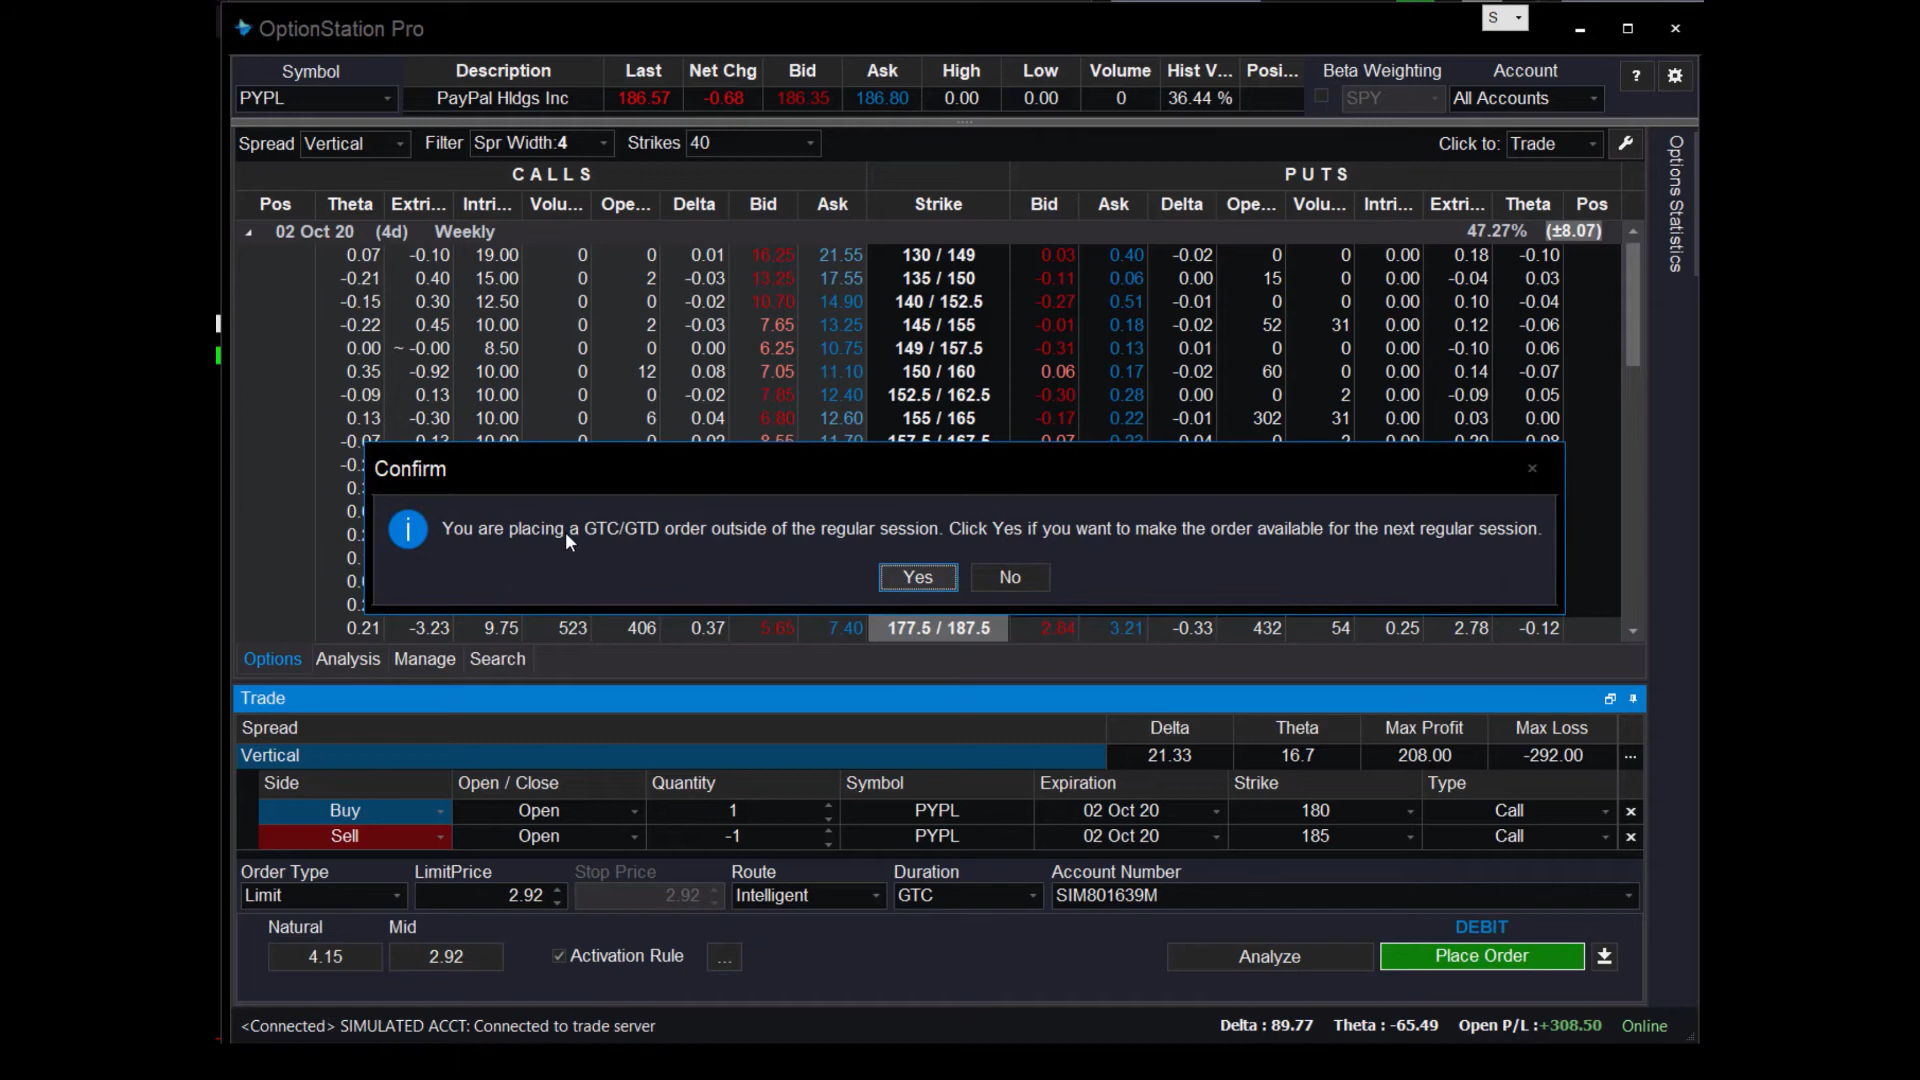 OptionStation Pro
S
Symbol Description Last Net Chg Bid Ask High Low Volume Hist V... Posi... Beta Weighting Account ?
PYPL PayPal Hldgs Inc 186.57 -0.68 186.35 186.80 0.00 0.00 0 36.44 % SPY All Accounts
Spread Vertical Filter Spr Width:4 Strikes 40 Click to: Trade
CALLS PUTS
Options Statistics
Pos Theta Extri... Intri... Volu... Ope... Delta Bid Ask Strike Bid Ask Delta Ope... Volu... Intri... Extri... Theta Pos
02 Oct 20 (4d) Weekly 47.27% (±8.07)
0.07 -0.10 19.00 0 0 0.01 16.25 21.55 130 / 149 0.03 0.40 -0.02 0 0 0.00 0.18 -0.10
-0.21 0.40 15.00 0 2 -0.03 13.25 17.55 135 / 150 -0.11 0.06 0.00 15 0 0.00 -0.04 0.03
-0.15 0.30 12.50 0 0 -0.02 10.70 14.90 140 / 152.5 -0.27 0.51 -0.01 0 0 0.00 0.10 -0.04
-0.22 0.45 10.00 0 2 -0.03 7.65 13.25 145 / 155 -0.01 0.18 -0.02 52 31 0.00 0.12 -0.06
0.00 ~ -0.00 8.50 0 0 0.00 6.25 10.75 149 / 157.5 -0.31 0.13 0.01 0 0 0.00 -0.10 0.06
0.35 -0.92 10.00 0 12 0.08 7.05 11.10 150 / 160 0.06 0.17 -0.02 60 0 0.00 0.14 -0.07
-0.09 0.13 10.00 0 0 -0.02 7.85 12.40 152.5 / 162.5 -0.30 0.28 0.00 0 2 0.00 -0.09 0.05
0.13 -0.30 10.00 0 6 0.04 6.80 12.60 155 / 165 -0.17 0.22 -0.01 302 31 0.00 0.03 0.00
Confirm
You are placing a GTC/GTD order outside of the regular session. Click Yes if you want to make the order available for the next regular session.
Yes No
0.21 -3.23 9.75 523 406 0.37 5.65 7.40 177.5 / 187.5 2.84 3.21 -0.33 432 54 0.25 2.78 -0.12
Options Analysis Manage Search
Trade
Spread Delta Theta Max Profit Max Loss
Vertical 21.33 16.7 208.00 -292.00 ...
Side Open / Close Quantity Symbol Expiration Strike Type
Buy Open 1 PYPL 02 Oct 20 180 Call
Sell Open -1 PYPL 02 Oct 20 185 Call
Order Type LimitPrice Stop Price Route Duration Account Number
Limit 2.92 2.92 Intelligent GTC SIM801639M
Natural Mid DEBIT
4.15 2.92 Activation Rule ... Analyze Place Order
<Connected> SIMULATED ACCT: Connected to trade server Delta : 89.77 Theta : -65.49 Open P/L :+308.50 Online